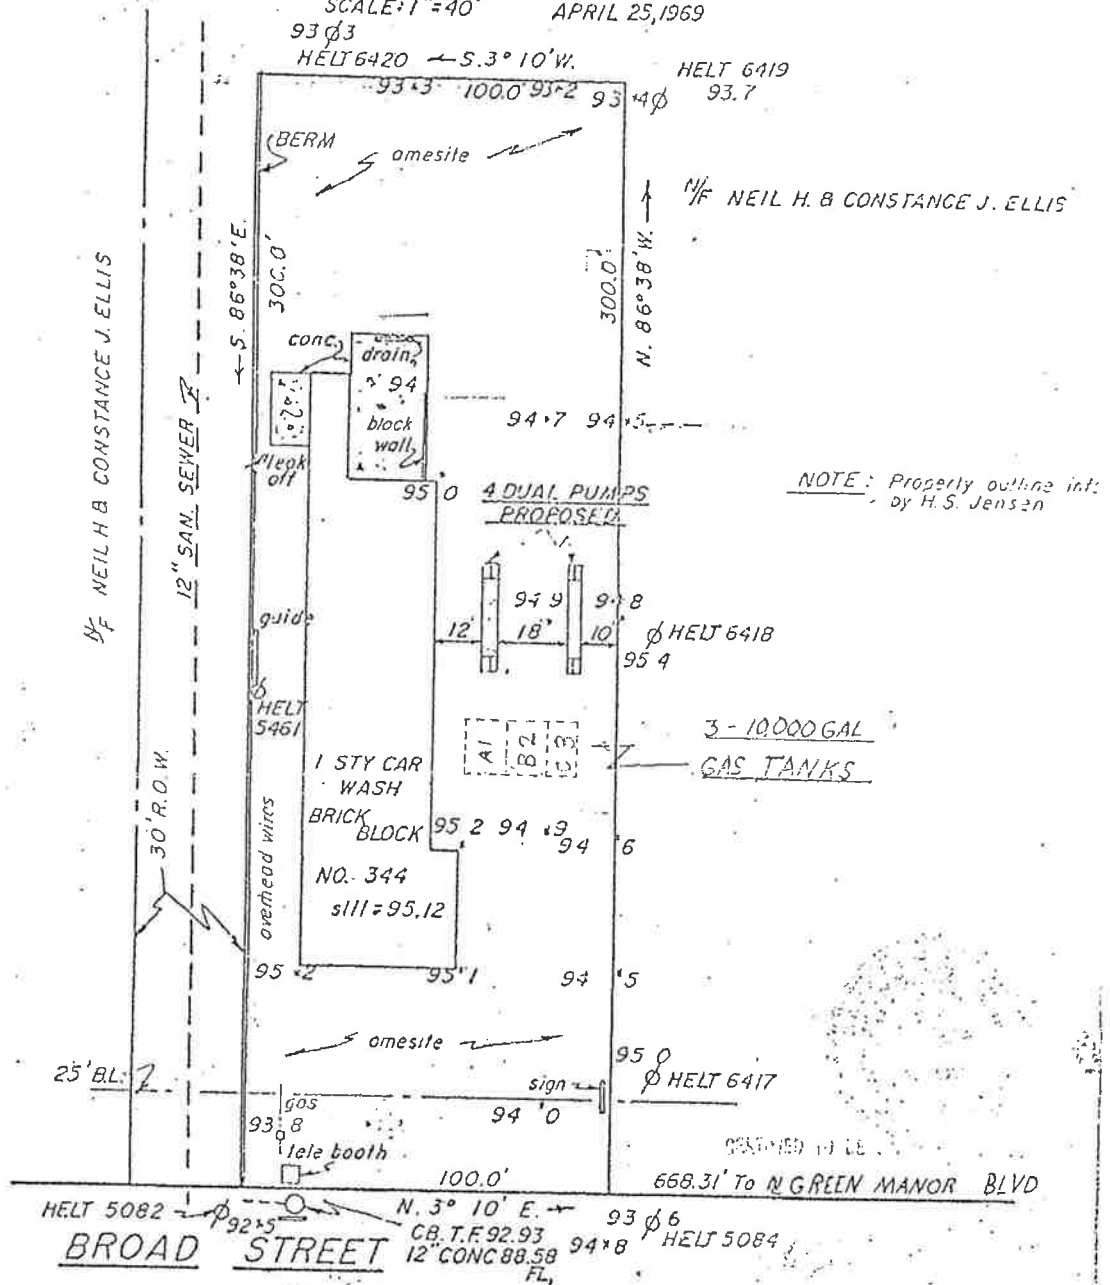 SCALE: 1"=40' APRIL 25, 1969
93 ϕ 3
HELT 6420 ←S. 3° 10' W.
HELT 6419
93.7
93 x 3 100.0' 93 x 2 93 x 4 ϕ
BERM
amesite
N/F NEIL H. & CONSTANCE J. ELLIS
← S. 86° 38' E.
300.0'
300.0'
N. 86° 38' W. →
N/F NEIL H & CONSTANCE J. ELLIS
12" SAN. SEWER
conc.
drain
94
block
wall
94 x 7 94 x 5
leak
off
95 0
4 DUAL PUMPS
PROPOSED
NOTE: Property outline
by H.S. Jensen
guide
94 9 94 8
12' 18' 10'
ϕ HELT 6418
95 4
HELT
5461
A1 B2 C3
3 - 10,000 GAL
GAS TANKS
1 STY CAR
WASH
BRICK
BLOCK
95 2 94 9
94 6
NO. 344
sill = 95.12
30' R.O.W.
overhead wires
95 x 2 95 1 94 5
amesite
95 0
ϕ HELT 6417
25' B.L.
sign
gas
93 8
94 0
tele booth
100.0'
668.31' To N GREEN MANOR BLVD
HELT 5082
92 x 5
N. 3° 10' E. →
93 ϕ 6
HELT 5084
C.B. T.F. 92.93
12" CONC 88.58
FL,
94 x 8
BROAD STREET